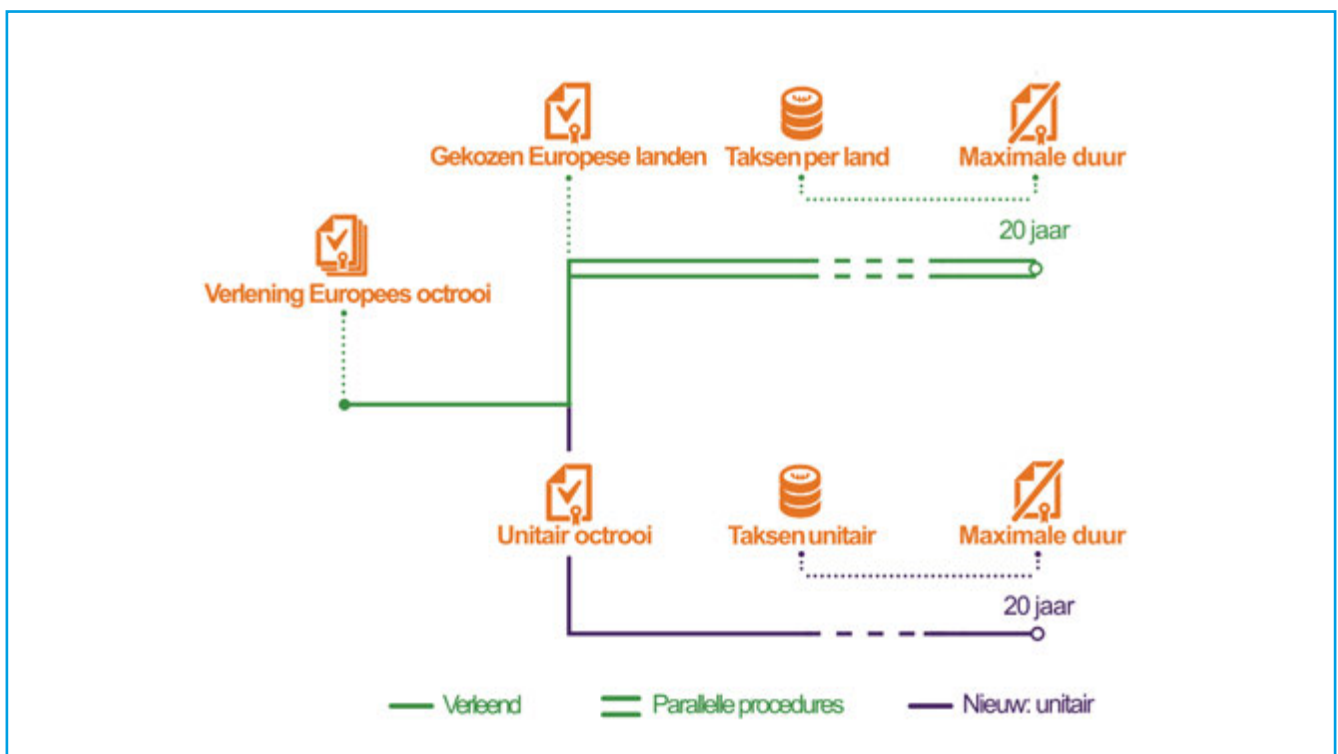 Gekozen Europese landen
Taksen per land
Maximale duur
20 jaar
Verlening Europees octrooi
Unitair octrooi
Taksen unitair
Maximale duur
20 jaar
Verleend
Parallelle procedures
Nieuw: unitair